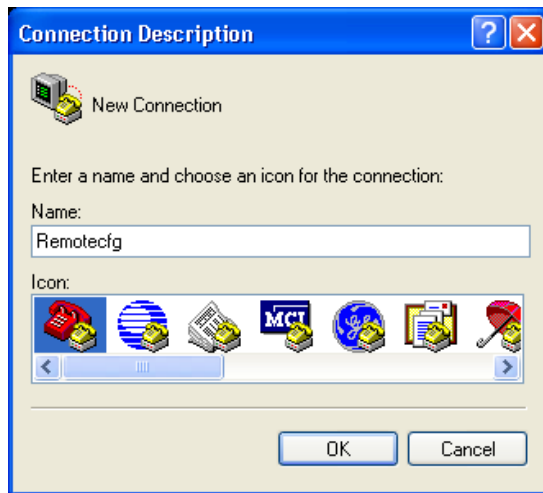 Connection Description
New Connection
Enter a name and choose an icon for the connection:
Name:
Remotecfg
Icon:
MCI
OK
Cancel